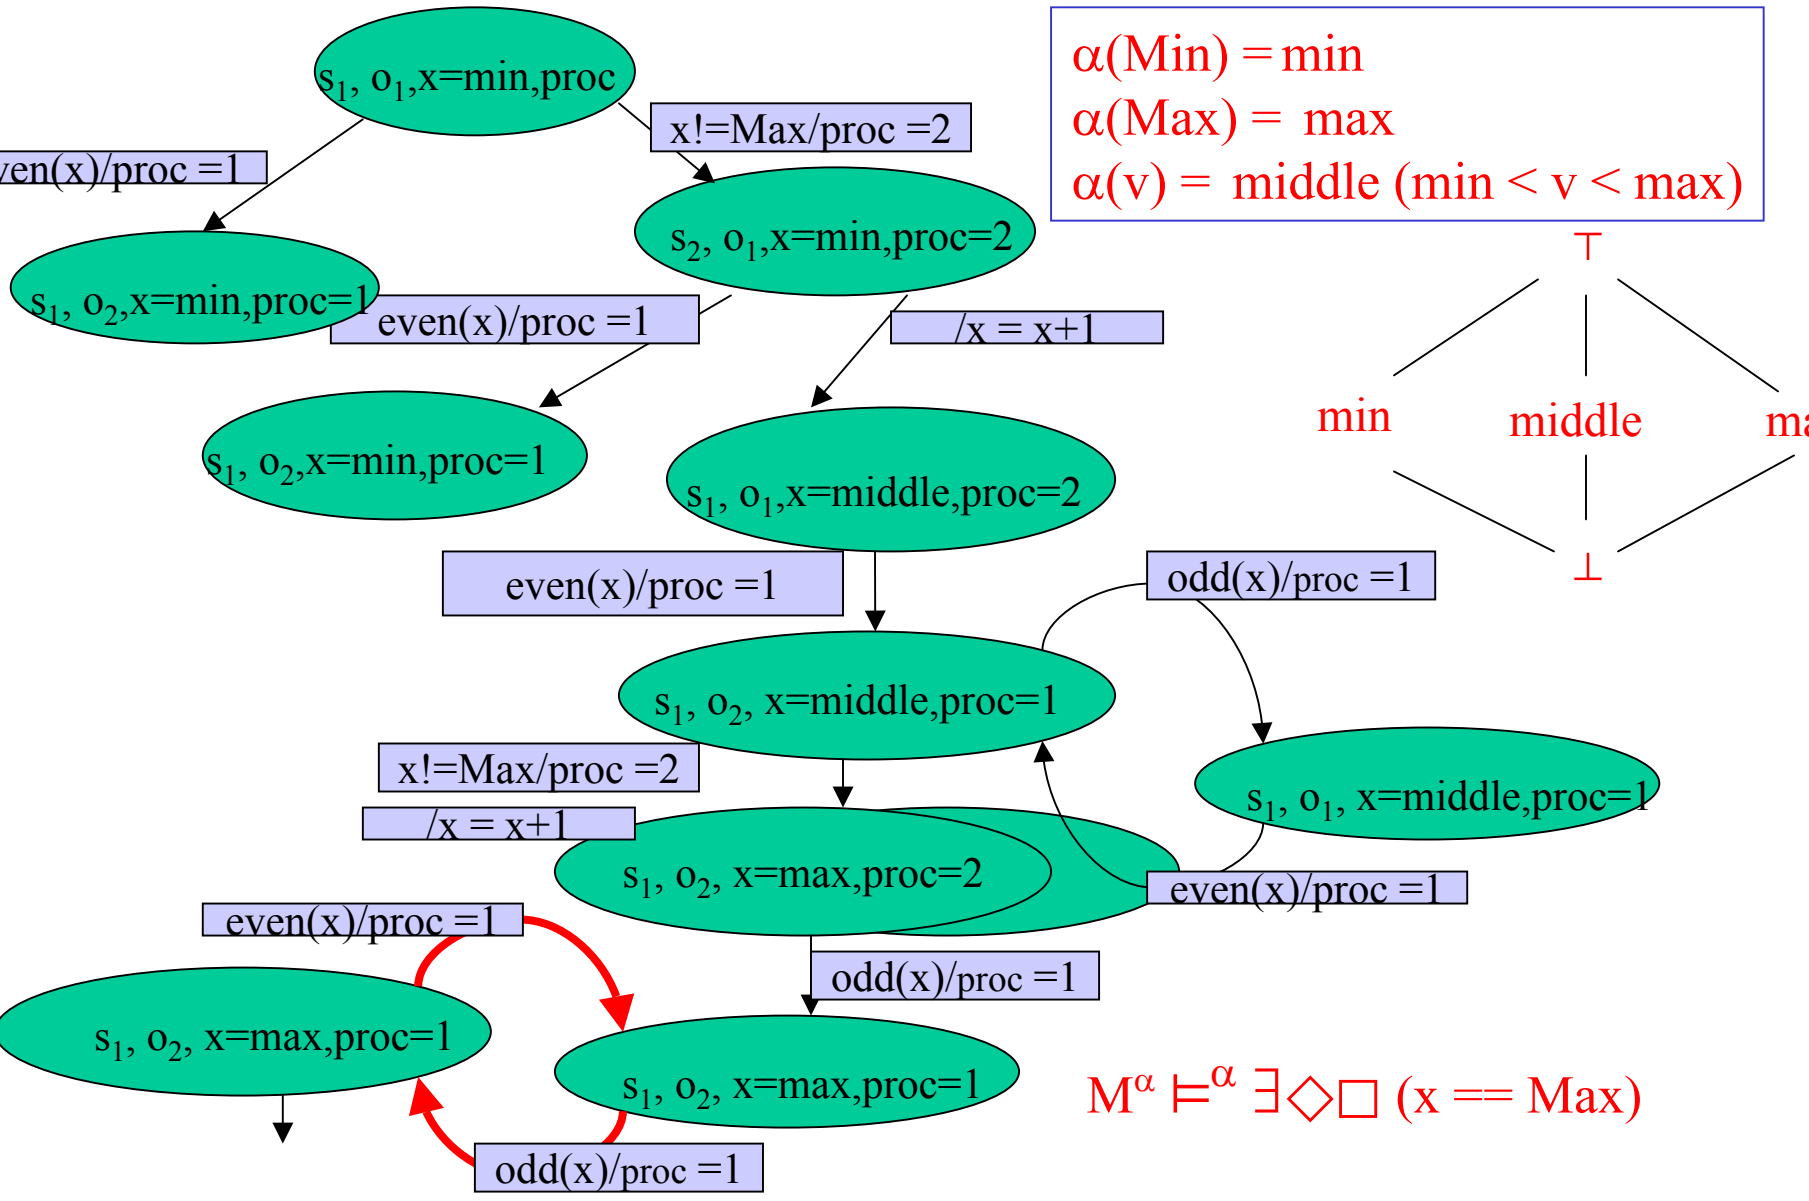 s₁, o₁,x=min,proc
α(Min) = min
α(Max) = max
α(v) = middle (min < v < max)
x!=Max/proc =2
ven(x)/proc =1
s₂, o₁,x=min,proc=2
⊤
s₁, o₂,x=min,proc=1
even(x)/proc =1
/x = x+1
min middle ma
s₁, o₂,x=min,proc=1
s₁, o₁,x=middle,proc=2
⊥
even(x)/proc =1
odd(x)/proc =1
s₁, o₂, x=middle,proc=1
x!=Max/proc =2
s₁, o₁, x=middle,proc=1
/x = x+1
s₁, o₂, x=max,proc=2
even(x)/proc =1
even(x)/proc =1
odd(x)/proc =1
s₁, o₂, x=max,proc=1
s₁, o₂, x=max,proc=1
Mᵅ ⊨ᵅ ∃◇□ (x == Max)
odd(x)/proc =1